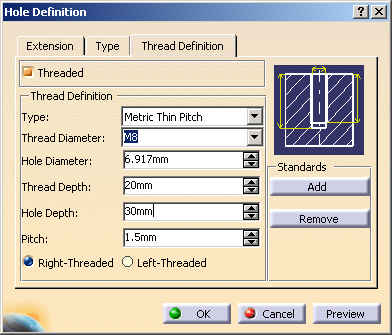 Hole Definition
Extension Type Thread Definition
Threaded
Thread Definition
Type: Metric Thin Pitch
Thread Diameter: M8
Hole Diameter: 6.917mm
Thread Depth: 20mm
Hole Depth: 30mm
Pitch: 1.5mm
Right-Threaded Left-Threaded
Standards
Add
Remove
OK Cancel Preview